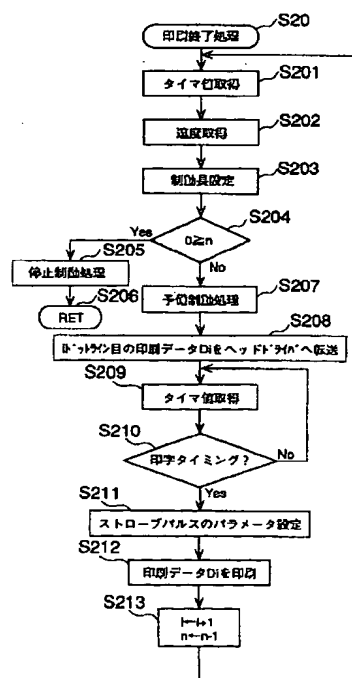 S20
印刷終了処理
S201
タイマ値取得
S202
速度取得
S203
制動長設定
S204
0≧n
Yes
No
S205
停止制動処理
S206
RET
S207
予備制動処理
S208
iドットライン目の印刷データDiをヘッドドライバへ転送
S209
タイマ値取得
S210
印字タイミング?
No
Yes
S211
ストローブパルスのパラメータ設定
S212
印刷データDiを印刷
S213
i←i+1
n←n-1